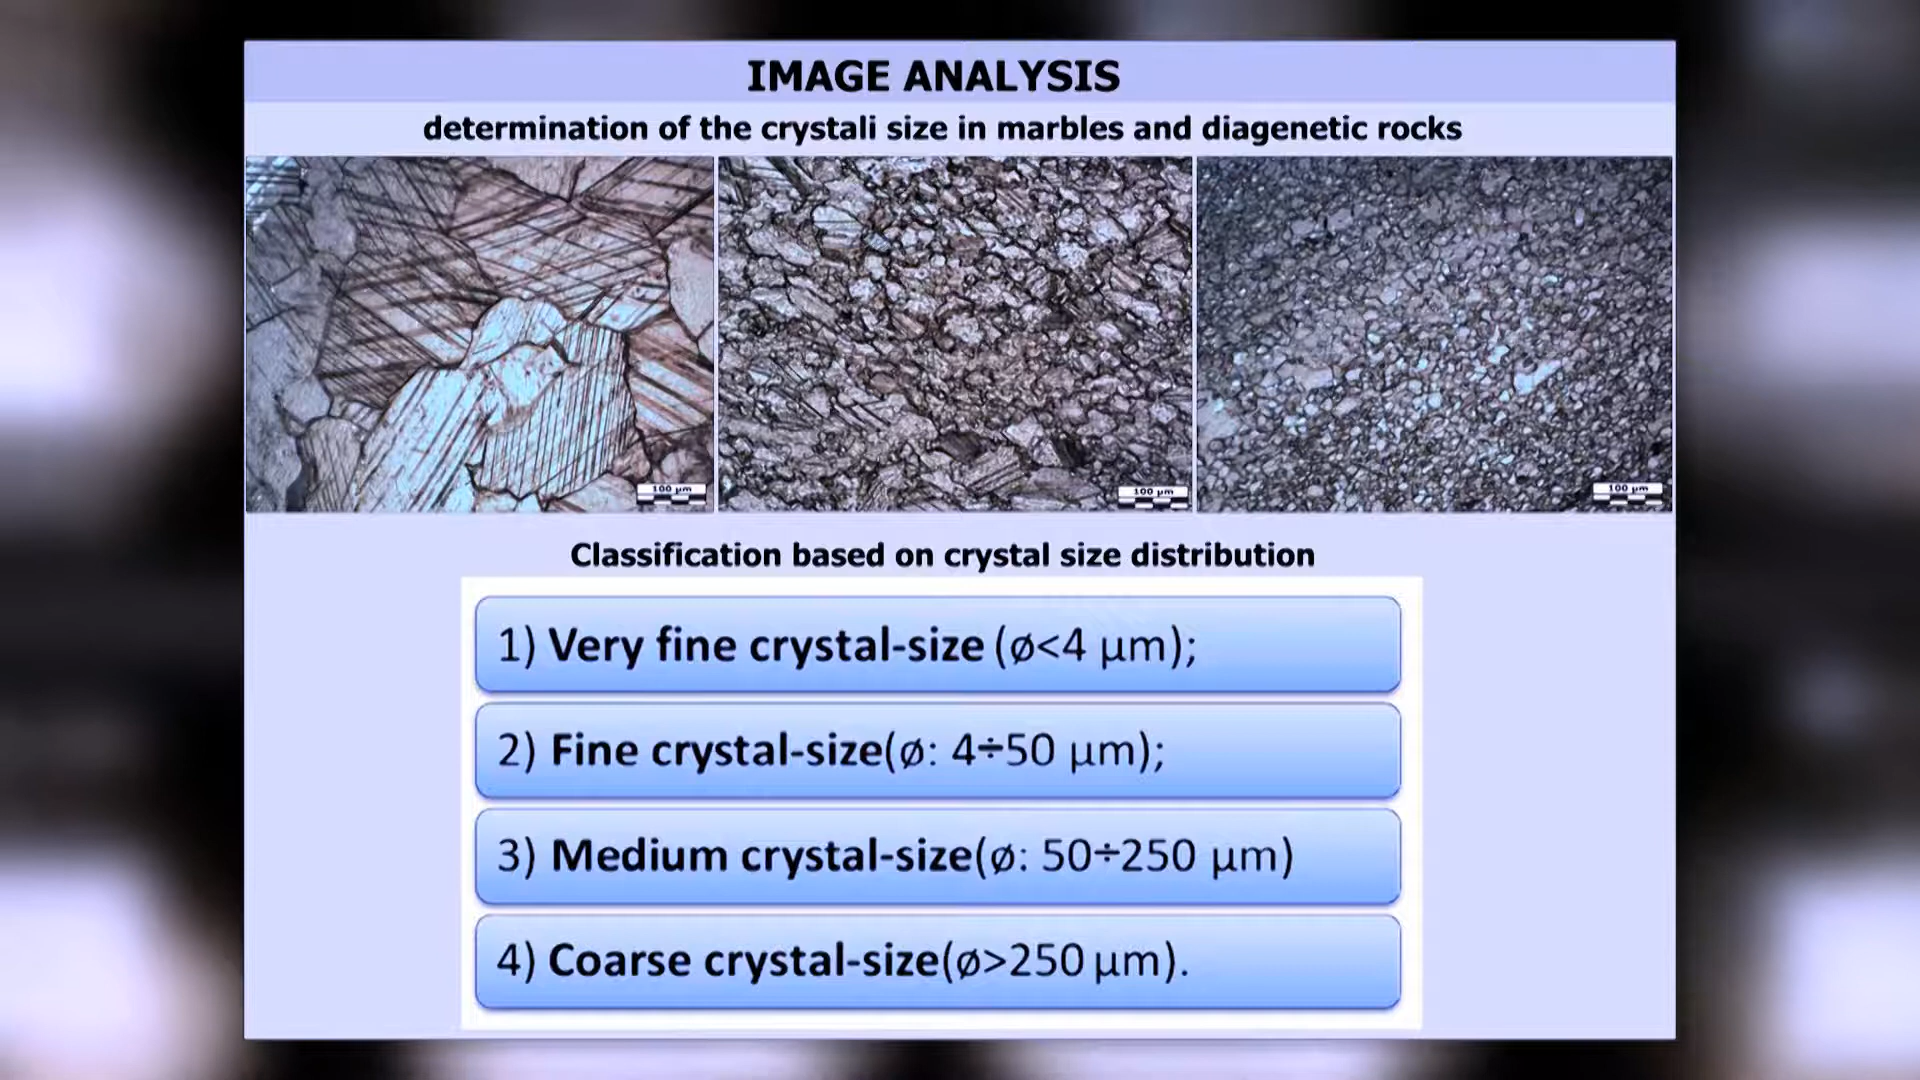 IMAGE ANALYSIS
determination of the crystali size in marbles and diagenetic rocks
100 µm
100 µm
100 µm
Classification based on crystal size distribution
1) Very fine crystal-size (ø<4 µm);
2) Fine crystal-size(ø: 4÷50 µm);
3) Medium crystal-size(ø: 50÷250 µm)
4) Coarse crystal-size(ø>250 µm).